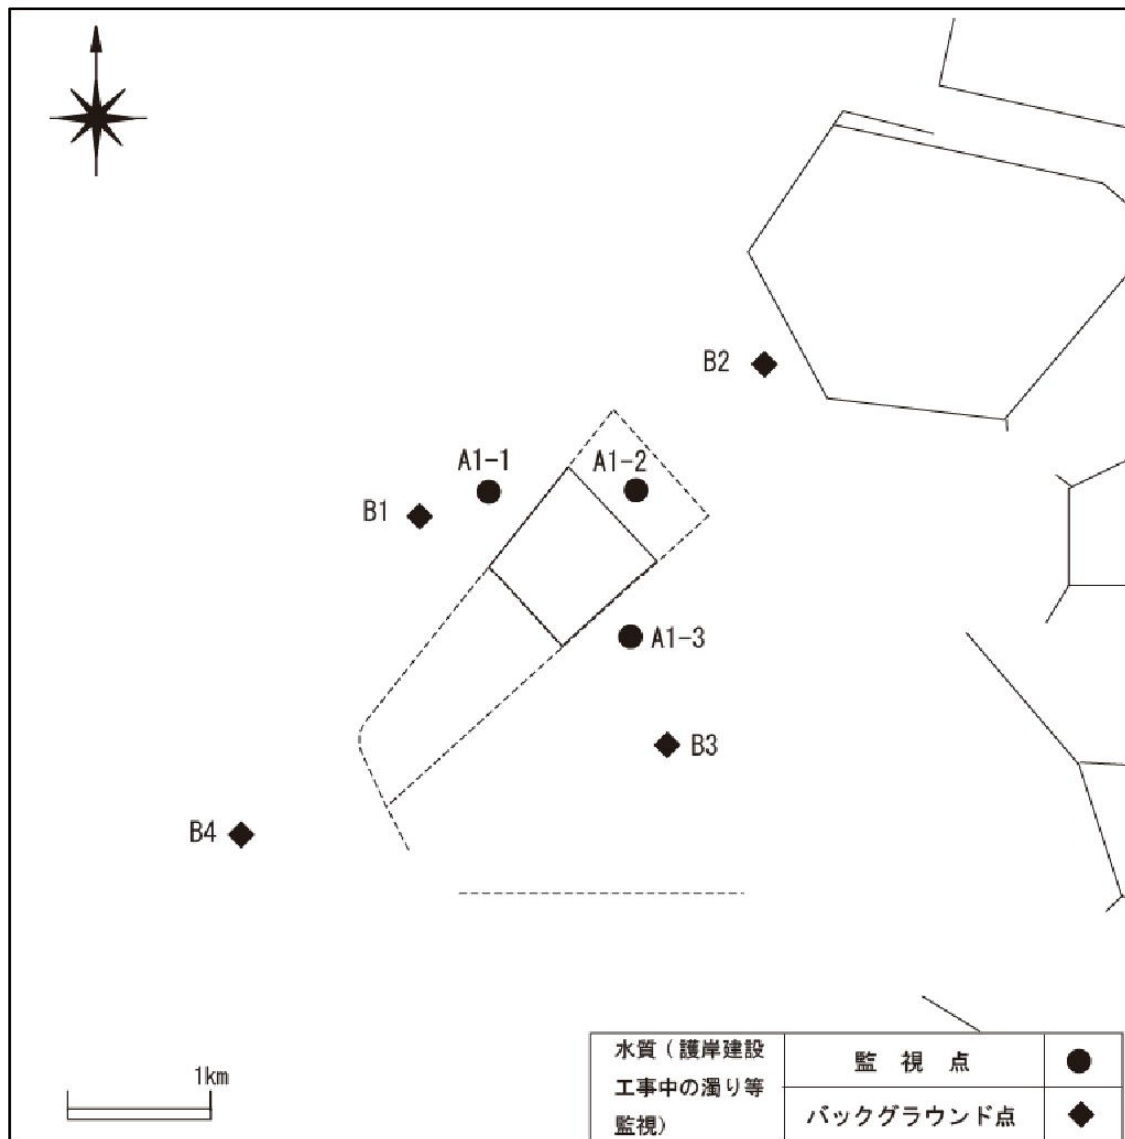 B2
A1-1
A1-2
B1
A1-3
B3
B4
1km
水質（護岸建設
工事中の濁り等
監視）
監 視 点
バックグラウンド点